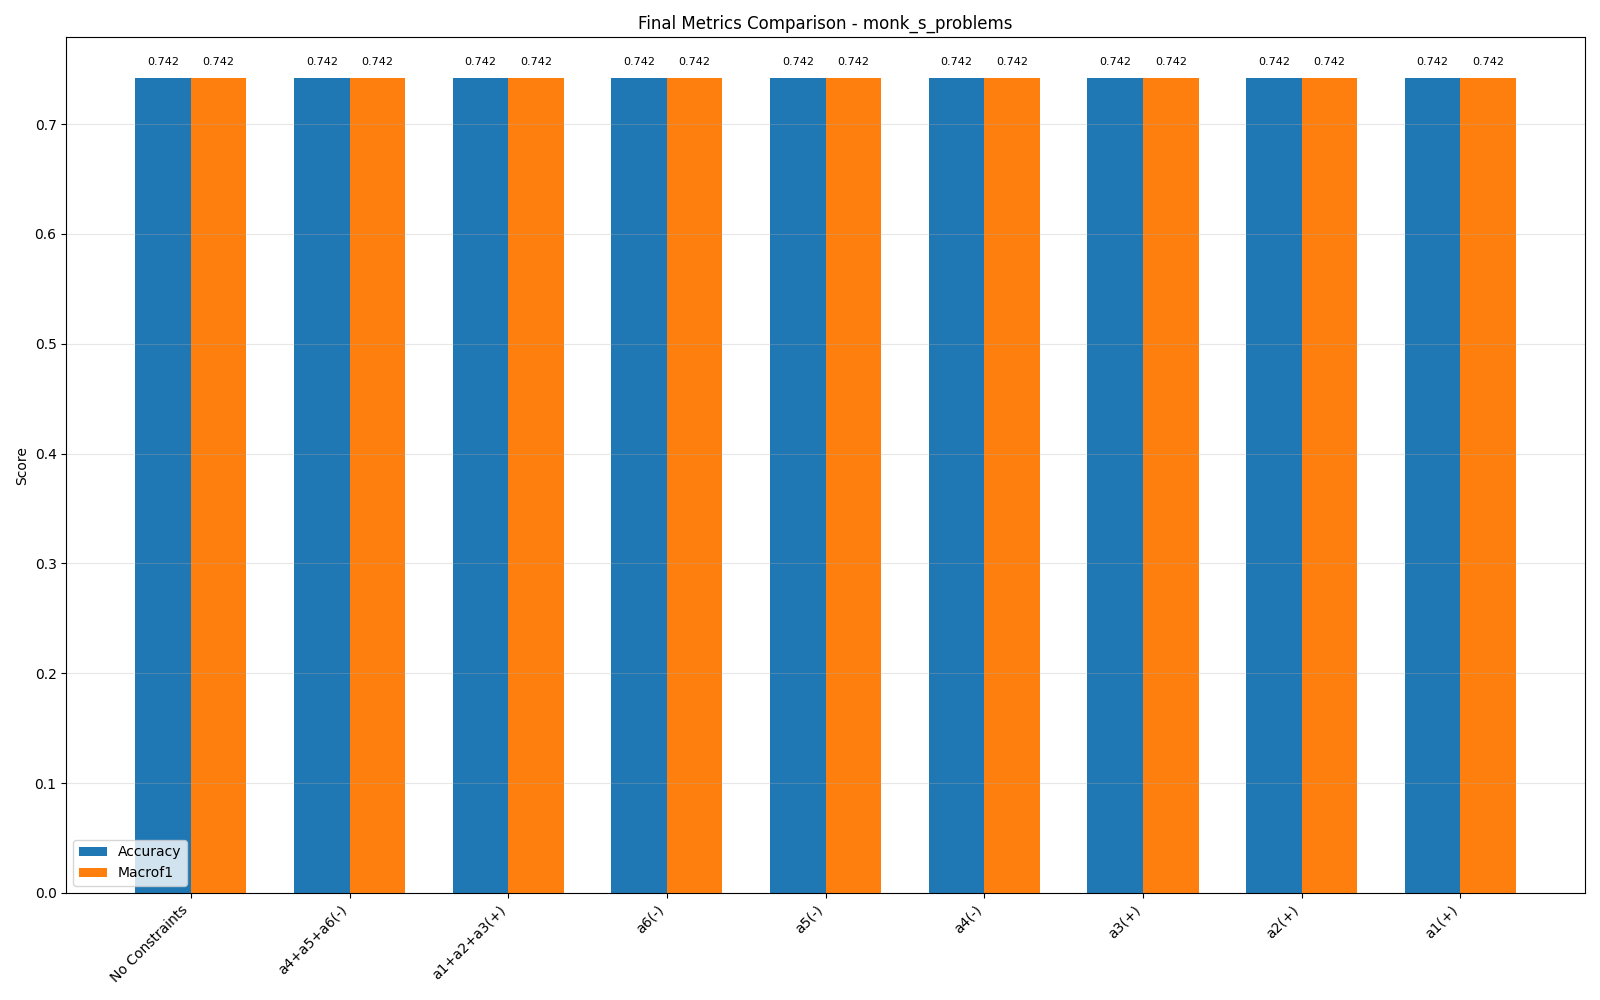 Final Metrics Comparison - monk_s_problems
0.742 0.742 0.742 0.742 0.742 0.742 0.742 0.742 0.742 0.742 0.742 0.742 0.742 0.742 0.742 0.742 0.742 0.742
0.7
0.6
0.5
0.4
0.3
0.2
0.1
0.0
Score
Accuracy
Macrof1
No Constraints
a4+a5+a6(-)
a1+a2+a3(+)
a6(-)
a5(-)
a4(-)
a3(+)
a2(+)
a1(+)